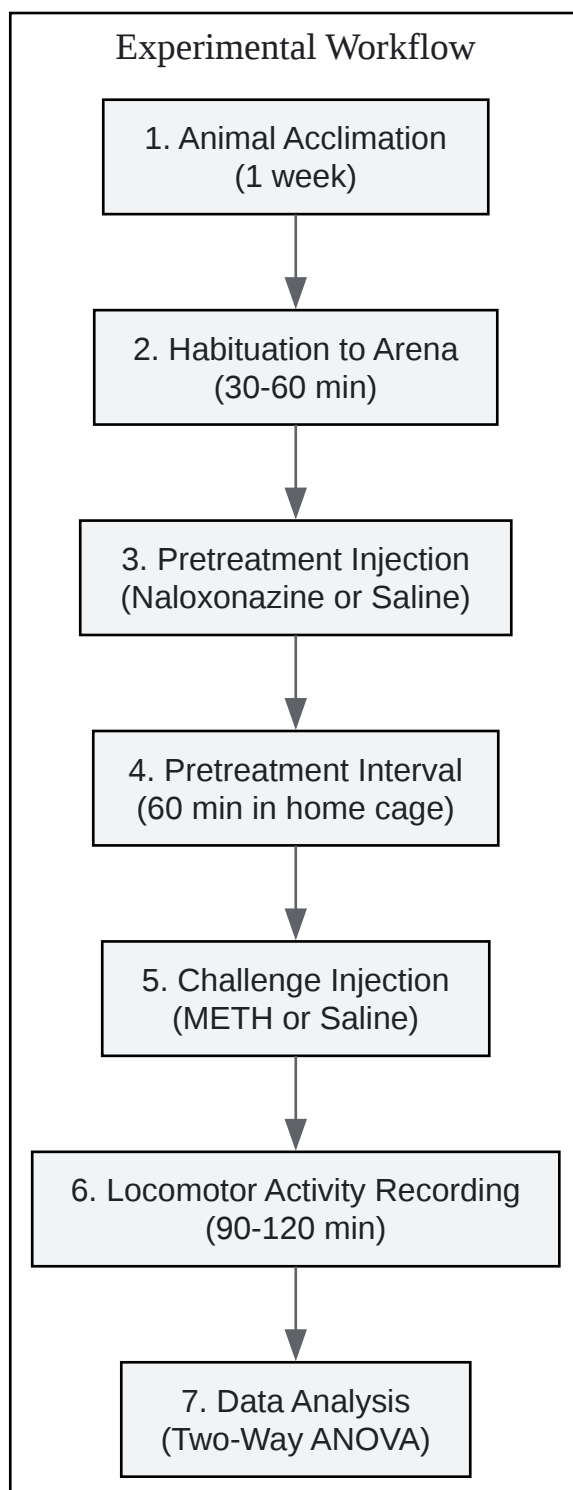 Experimental Workflow
1. Animal Acclimation
(1 week)
2. Habituation to Arena
(30-60 min)
3. Pretreatment Injection
(Naloxonazine or Saline)
4. Pretreatment Interval
(60 min in home cage)
5. Challenge Injection
(METH or Saline)
6. Locomotor Activity Recording
(90-120 min)
7. Data Analysis
(Two-Way ANOVA)